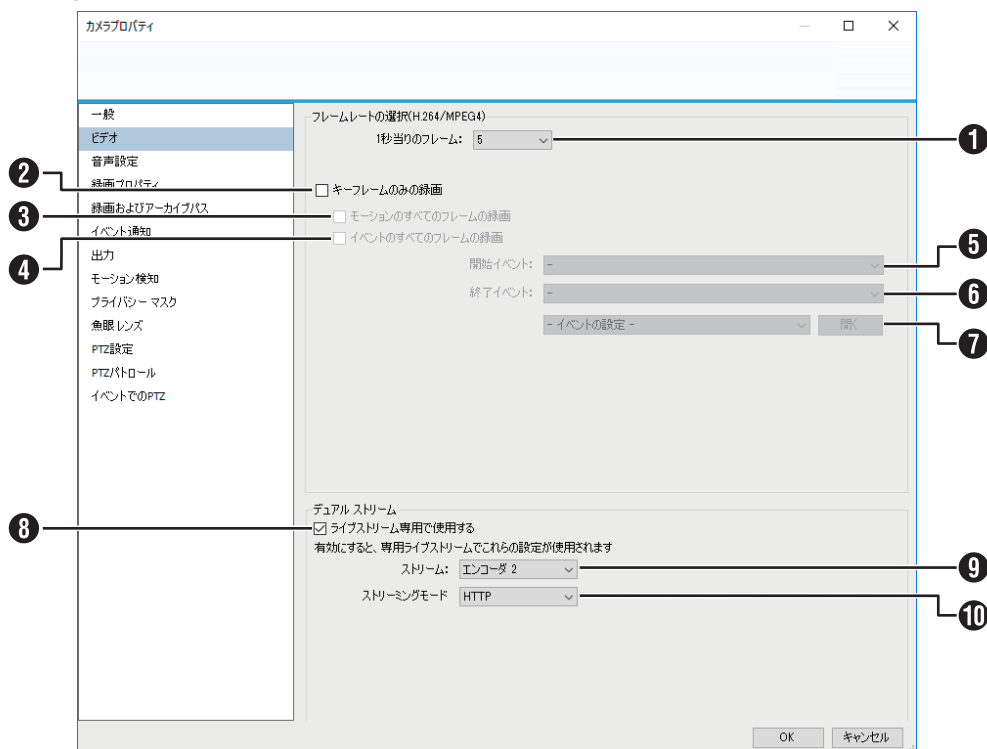 カメラプロパティ
一般
ビデオ
音声設定
録画プロパティ
録画およびアーカイブパス
イベント通知
出力
モーション検知
プライバシー マスク
魚眼 レンズ
PTZ設定
PTZパトロール
イベントでのPTZ
フレームレートの選択(H.264/MPEG4)
1秒当りのフレーム: 5
キーフレームのみの録画
モーションのすべてのフレームの録画
イベントのすべてのフレームの録画
開始イベント: -
終了イベント: -
- イベントの設定 - 開く
デュアル ストリーム
ライブストリーム専用で使用する
有効にすると、専用ライブストリームでこれらの設定が使用されます
ストリーム: エンコーダ 2
ストリーミングモード HTTP
OK キャンセル
❶
❷
❸
❹
❺
❻
❼
❽
❾
❿